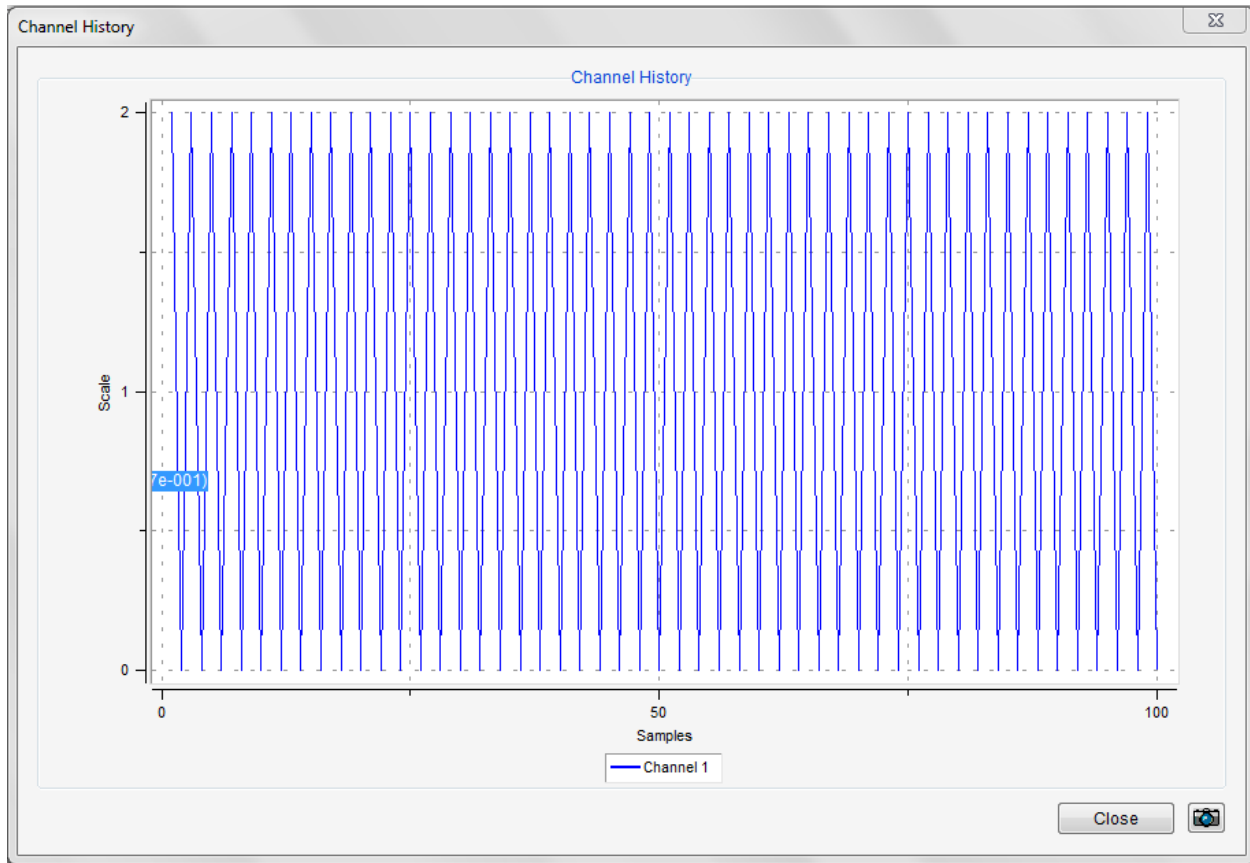 Channel History
Channel History
2
1
0
Scale
7e-001)
0 50 100
Samples
Channel 1
Close